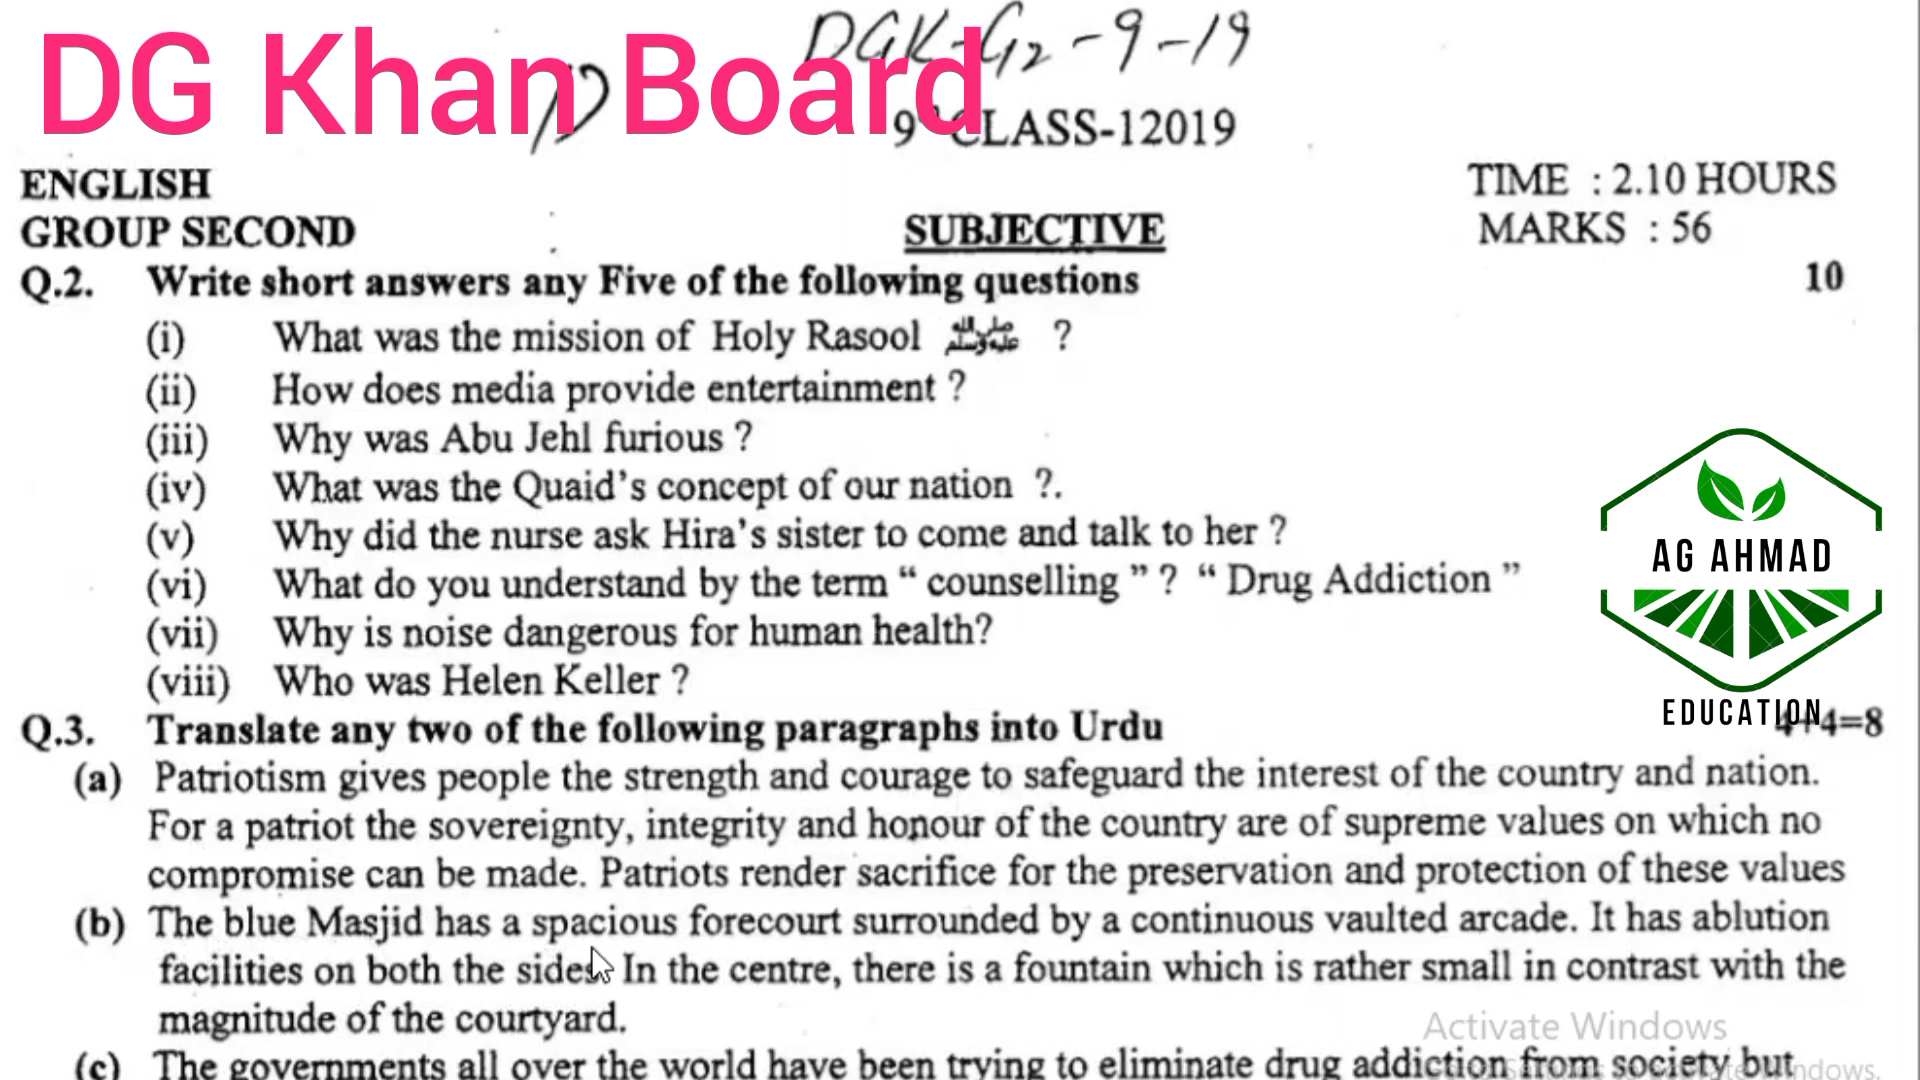 DG Khan Board
DGK-G2-9-19
9 CLASS-12019
ENGLISH
TIME : 2.10 HOURS
GROUP SECOND
SUBJECTIVE
MARKS : 56
Q.2. Write short answers any Five of the following questions 10
(i) What was the mission of Holy Rasool ﷺ ?
(ii) How does media provide entertainment ?
(iii) Why was Abu Jehl furious ?
(iv) What was the Quaid's concept of our nation ?.
(v) Why did the nurse ask Hira's sister to come and talk to her ?
(vi) What do you understand by the term “ counselling ” ? “ Drug Addiction ”
(vii) Why is noise dangerous for human health?
(viii) Who was Helen Keller ?
AG AHMAD
EDUCATION
Q.3. Translate any two of the following paragraphs into Urdu 4+4=8
(a) Patriotism gives people the strength and courage to safeguard the interest of the country and nation.
For a patriot the sovereignty, integrity and honour of the country are of supreme values on which no
compromise can be made. Patriots render sacrifice for the preservation and protection of these values
(b) The blue Masjid has a spacious forecourt surrounded by a continuous vaulted arcade. It has ablution
facilities on both the sides. In the centre, there is a fountain which is rather small in contrast with the
magnitude of the courtyard.
Activate Windows
(c) The governments all over the world have been trying to eliminate drug addiction from society but